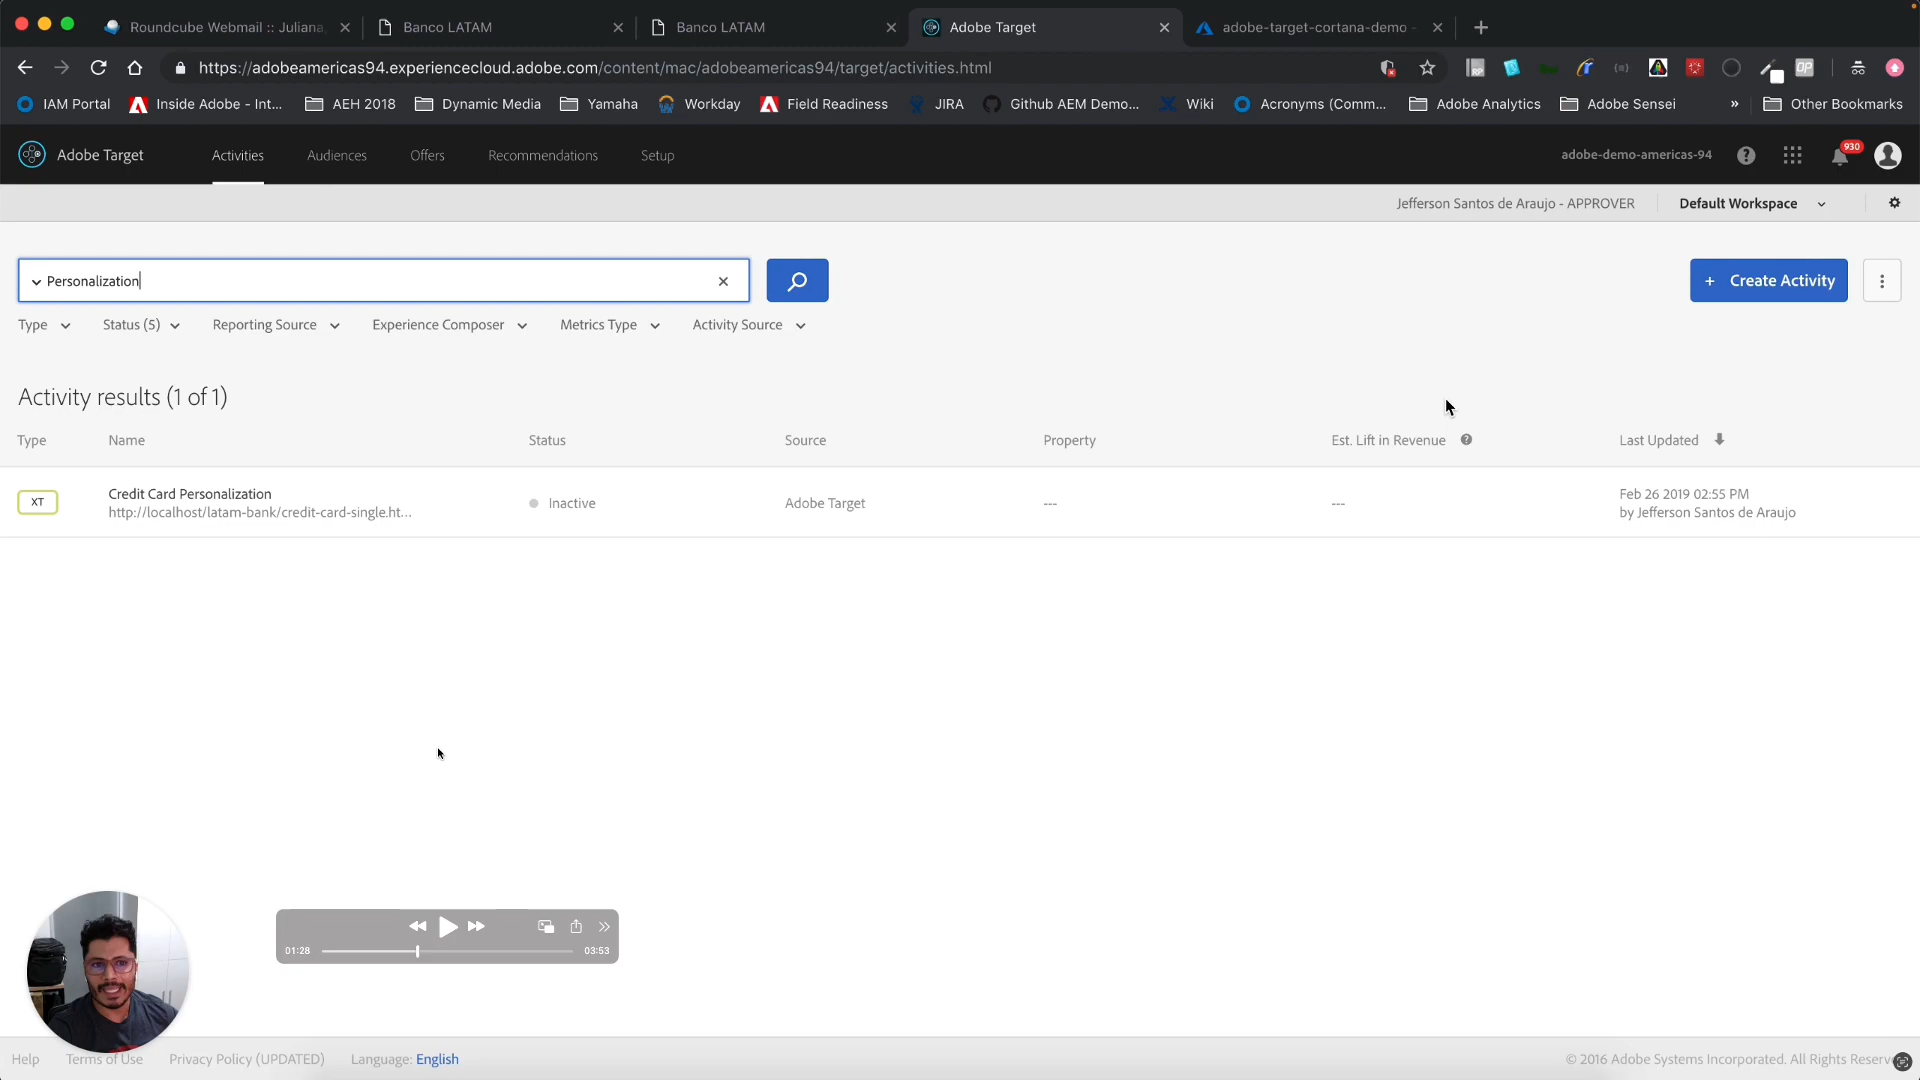 Roundcube Webmail :: Juliana
Banco LATAM
Banco LATAM
Adobe Target
adobe-target-cortana-demo -
https://adobeamericas94.experiencecloud.adobe.com/content/mac/adobeamericas94/target/activities.html
IAM Portal
Inside Adobe - Int...
AEH 2018
Dynamic Media
Yamaha
Workday
Field Readiness
JIRA
Github AEM Demo...
Wiki
Acronyms (Comm...
Adobe Analytics
Adobe Sensei
»
Other Bookmarks
Adobe Target
Activities
Audiences
Offers
Recommendations
Setup
adobe-demo-americas-94
930
Jefferson Santos de Araujo - APPROVER
Default Workspace
Personalization
+ Create Activity
Type
Status (5)
Reporting Source
Experience Composer
Metrics Type
Activity Source
Activity results (1 of 1)
Type
Name
Status
Source
Property
Est. Lift in Revenue
Last Updated
XT
Credit Card Personalization
http://localhost/latam-bank/credit-card-single.ht...
Inactive
Adobe Target
---
---
Feb 26 2019 02:55 PM
by Jefferson Santos de Araujo
01:28
03:53
Help
Terms of Use
Privacy Policy (UPDATED)
Language: English
© 2016 Adobe Systems Incorporated. All Rights Reserv